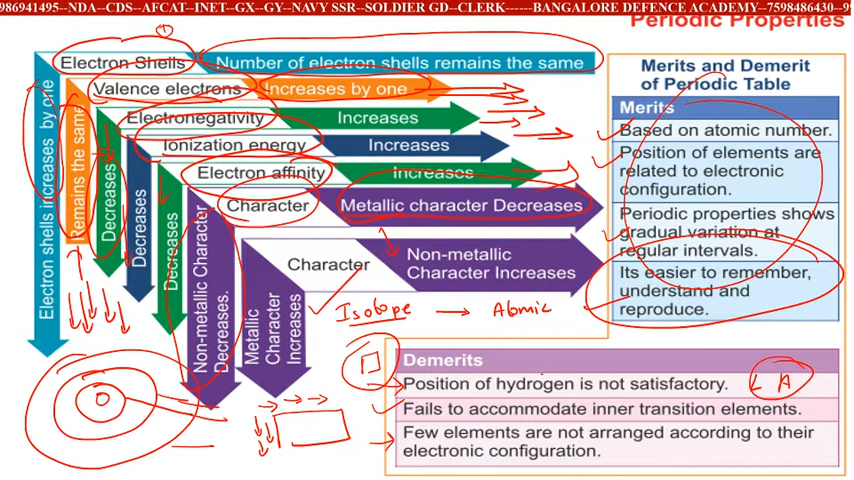 986941495--NDA--CDS--AFCAT--INET--GX--GY--NAVY SSR--SOLDIER GD--CLERK------BANGALORE DEFENCE ACADEMY--7598486430--9
Periodic Properties
Electron Shells
Number of electron shells remains the same
Valence electrons
Increases by one
Electronegativity
Increases
Ionization energy
Increases
Electron affinity
Increases
Character
Metallic character Decreases
Character
Non-metallic
Character Increases
Electron shells increases by one
Remains the same
Decreases
Decreases
Decreases
Non-metallic Character
Decreases.
Metallic
Character
Increases
Isotope → Atomic
Merits and Demerit
of Periodic Table
Merits
Based on atomic number.
Position of elements are
related to electronic
configuration.
Periodic properties shows
gradual variation at
regular intervals.
Its easier to remember,
understand and
reproduce.
Demerits
Position of hydrogen is not satisfactory.
A
Fails to accommodate inner transition elements.
Few elements are not arranged according to their
electronic configuration.